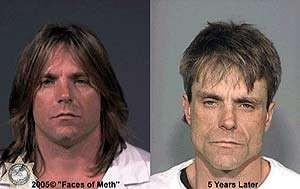 2005© "Faces of Meth"
5 Years Later